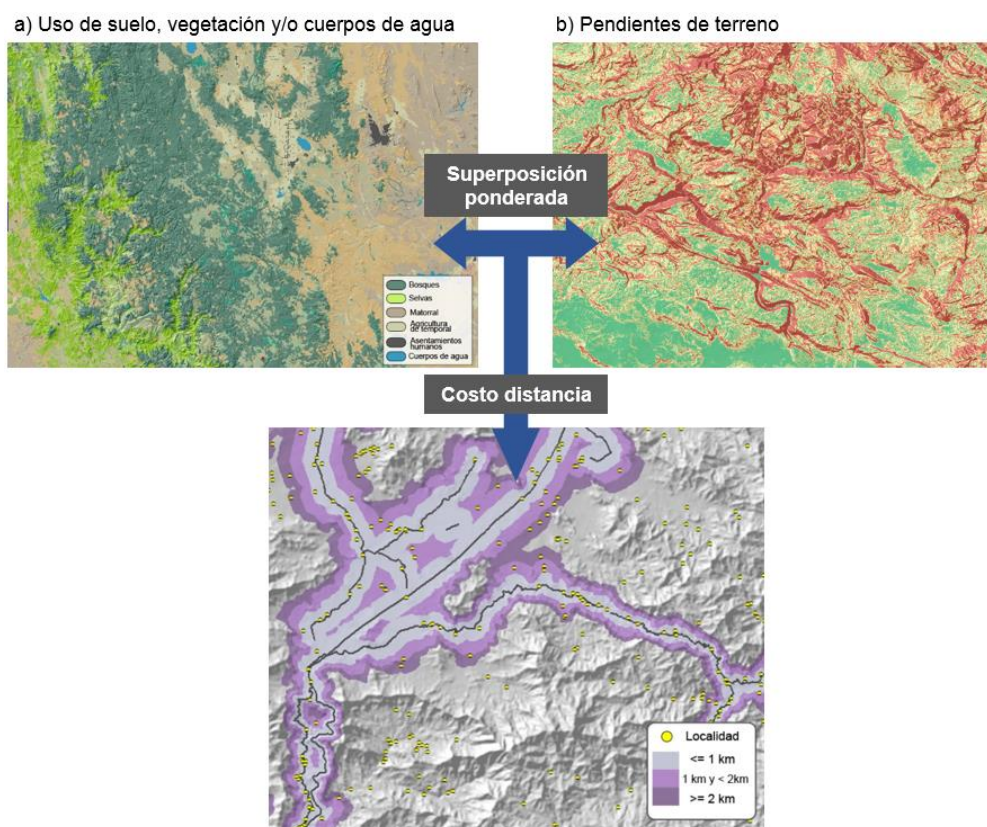 a) Uso de suelo, vegetación y/o cuerpos de agua
b) Pendientes de terreno
Superposición
ponderada
Bosques
Selvas
Matorral
Agricultura
de temporal
Asentamientos
humanos
Cuerpos de agua
Costo distancia
Localidad
<= 1 km
1 km y < 2km
>= 2 km